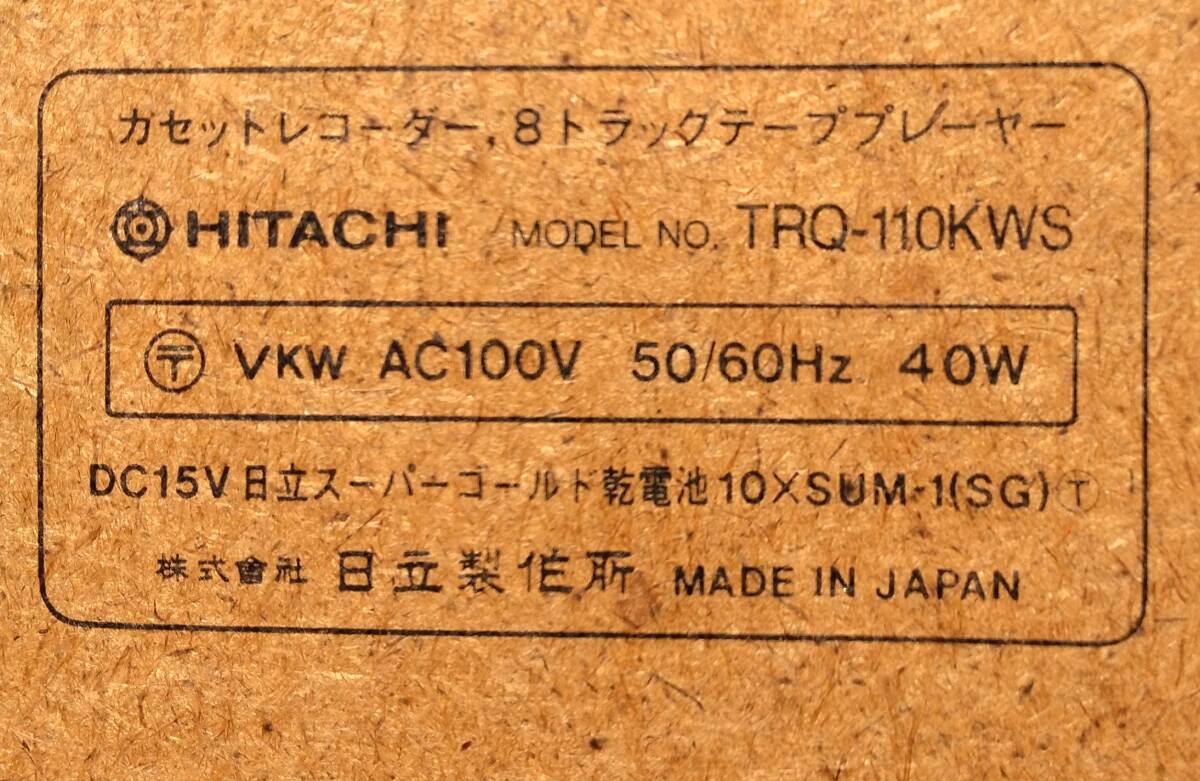 カセットレコーダー,8トラックテーププレーヤー
HITACHI MODEL NO. TRQ-110KWS
〒 VKW AC100V 50/60Hz 40W
DC15V 日立スーパーゴールド乾電池10×SUM-1(SG) Ⓣ
株式會社 日立製作所 MADE IN JAPAN